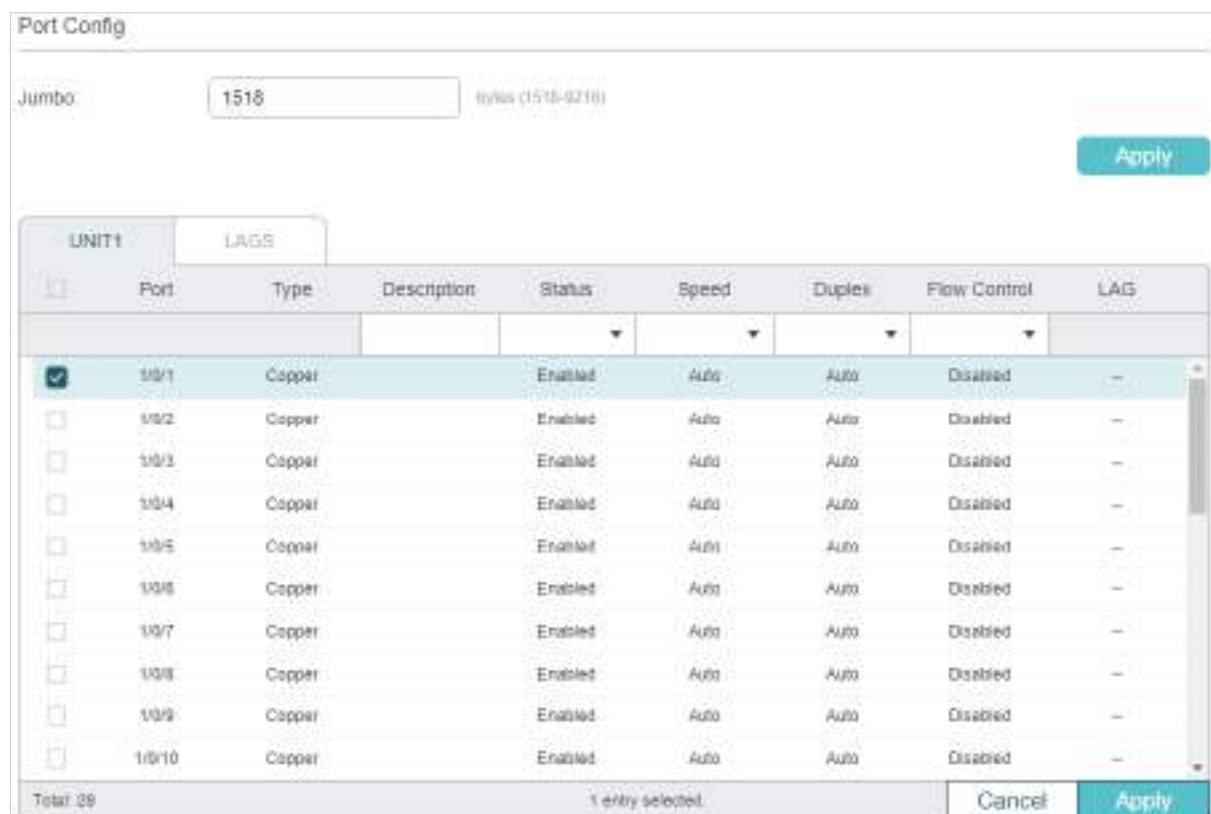 Port Config
Jumbo: 1518 bytes (1518-9216)
Apply
UNIT1 LAGS
Port Type Description Status Speed Duplex Flow Control LAG
1/0/1 Copper Enabled Auto Auto Disabled --
1/0/2 Copper Enabled Auto Auto Disabled --
1/0/3 Copper Enabled Auto Auto Disabled --
1/0/4 Copper Enabled Auto Auto Disabled --
1/0/5 Copper Enabled Auto Auto Disabled --
1/0/6 Copper Enabled Auto Auto Disabled --
1/0/7 Copper Enabled Auto Auto Disabled --
1/0/8 Copper Enabled Auto Auto Disabled --
1/0/9 Copper Enabled Auto Auto Disabled --
1/0/10 Copper Enabled Auto Auto Disabled --
Total: 28 1 entry selected. Cancel Apply